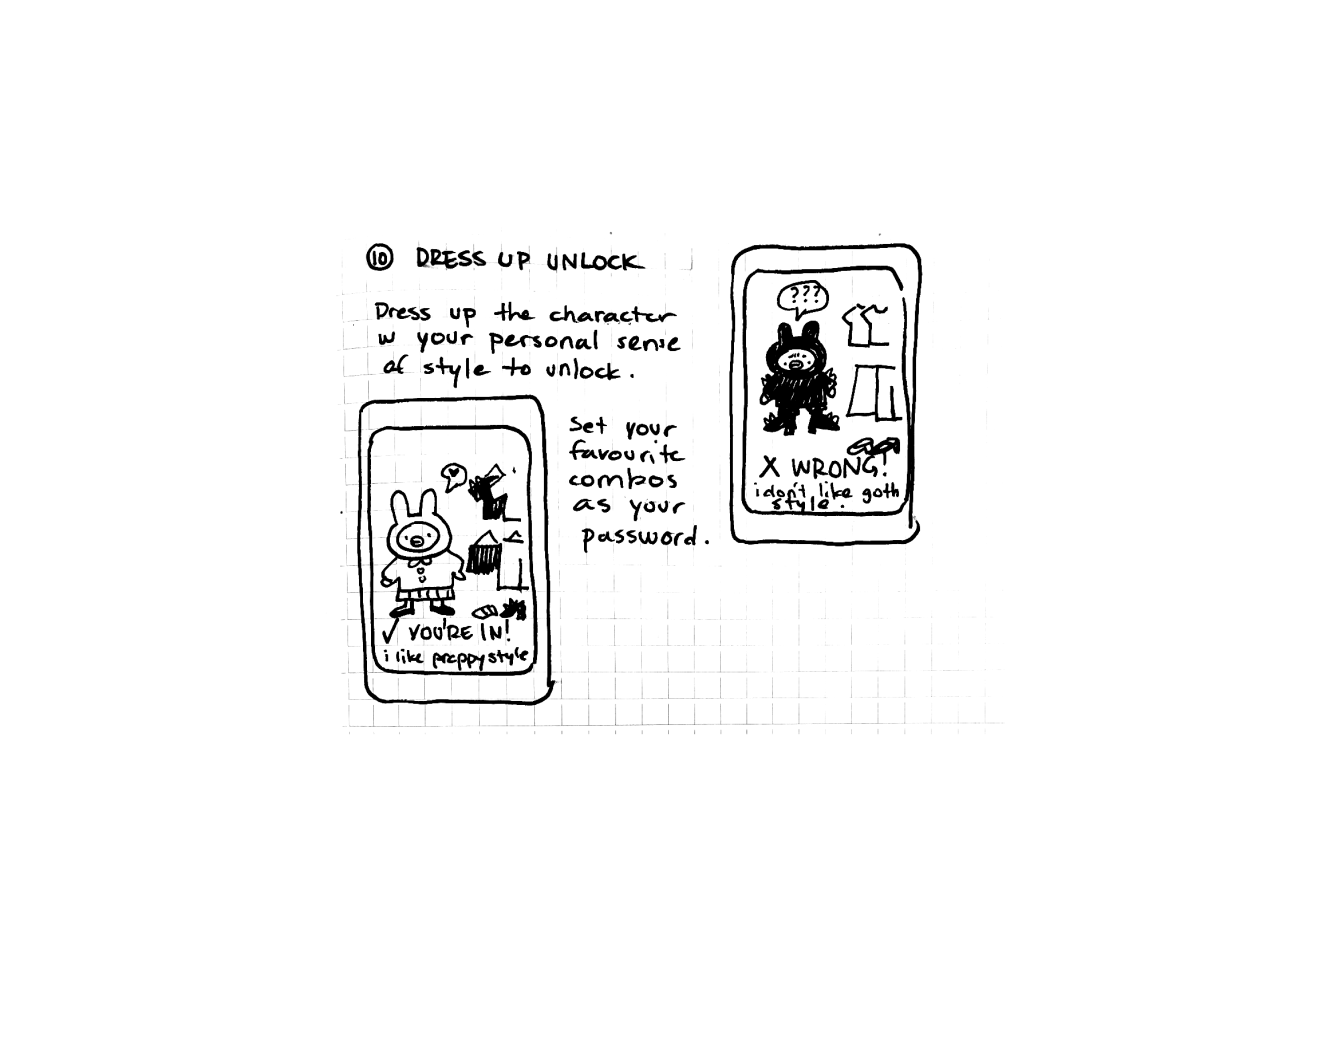 10 DRESS UP UNLOCK
Dress up the character
w your personal sense
of style to unlock.
Set your
favourite
combos
as your
password.
✓ YOU'RE IN!
i like preppy style
???
X WRONG!
i don't like goth
style.